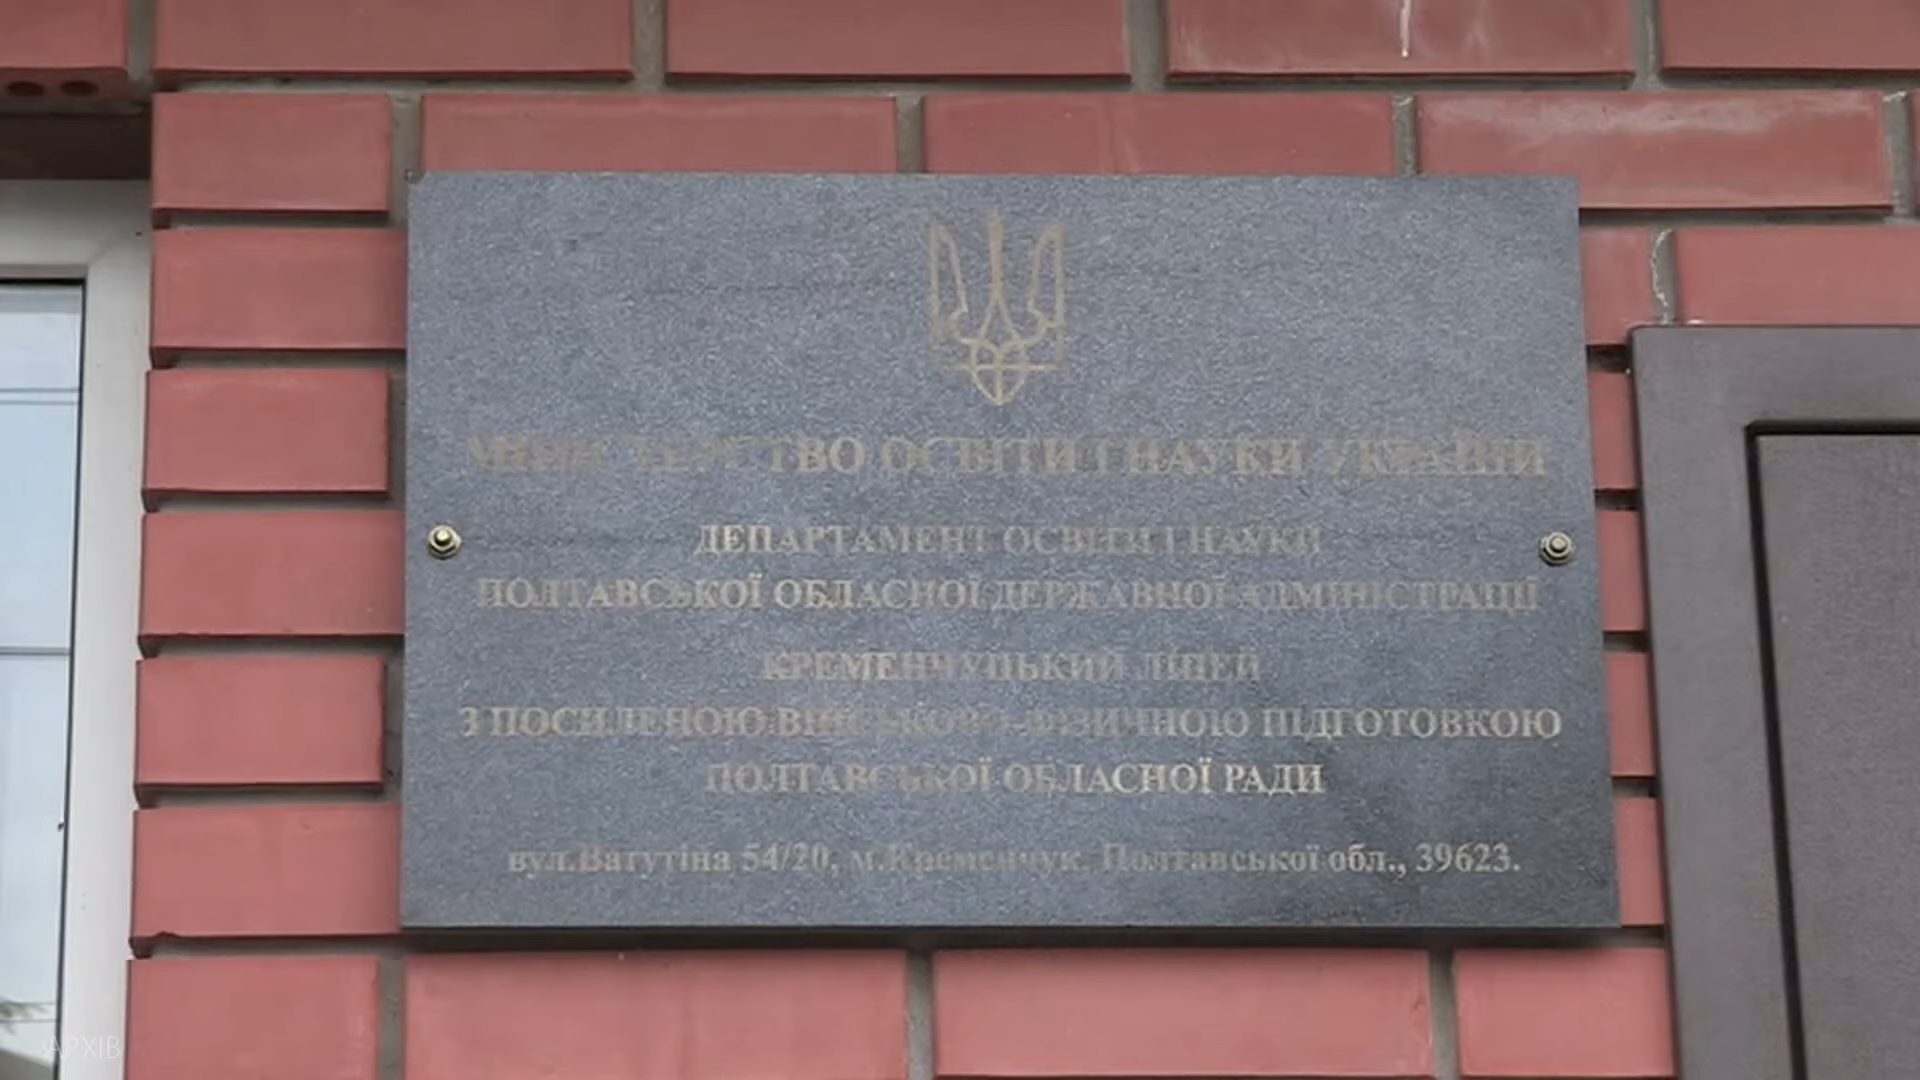 МІНІСТЕРСТВО ОСВІТИ І НАУКИ УКРАЇНИ
ДЕПАРТАМЕНТ ОСВІТИ І НАУКИ
ПОЛТАВСЬКОЇ ОБЛАСНОЇ ДЕРЖАВНОЇ АДМІНІСТРАЦІЇ
КРЕМЕНЧУЦЬКИЙ ЛІЦЕЙ
З ПОСИЛЕНОЮ ВІЙСЬКОВО-ФІЗИЧНОЮ ПІДГОТОВКОЮ
ПОЛТАВСЬКОЇ ОБЛАСНОЇ РАДИ
вул.Ватутіна 54/20, м.Кременчук, Полтавської обл., 39623.
АРХІВ